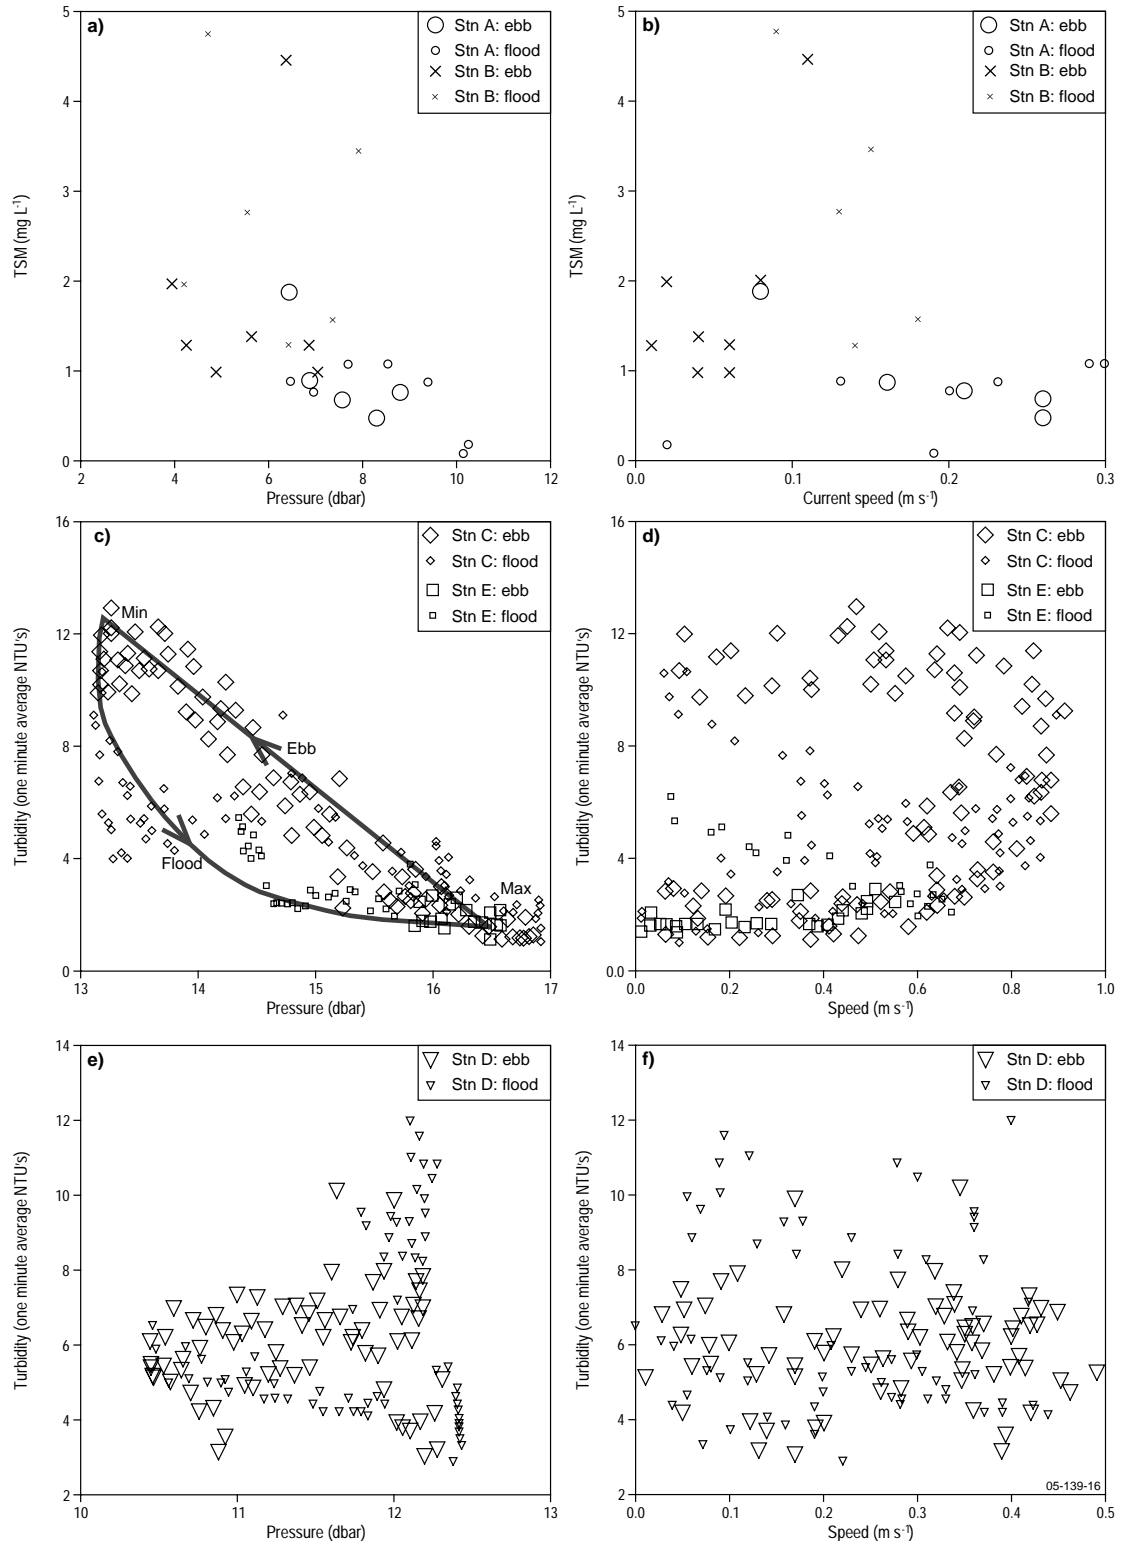 a)
Stn A: ebb
Stn A: flood
Stn B: ebb
Stn B: flood
5
4
3
2
1
0
TSM (mg L-1)
2 4 6 8 10 12
Pressure (dbar)
b)
Stn A: ebb
Stn A: flood
Stn B: ebb
Stn B: flood
5
4
3
2
1
0
TSM (mg L-1)
0.0 0.1 0.2 0.3
Current speed (m s-1)
c)
Stn C: ebb
Stn C: flood
Stn E: ebb
Stn E: flood
16
12
8
4
0
Turbidity (one minute average NTU's)
Min
Ebb
Flood
Max
13 14 15 16 17
Pressure (dbar)
d)
Stn C: ebb
Stn C: flood
Stn E: ebb
Stn E: flood
16
12
8
4
0.0
Turbidity (one minute average NTU's)
0.0 0.2 0.4 0.6 0.8 1.0
Speed (m s-1)
e)
Stn D: ebb
Stn D: flood
14
12
10
8
6
4
2
Turbidity (one minute average NTU's)
10 11 12 13
Pressure (dbar)
f)
Stn D: ebb
Stn D: flood
14
12
10
8
6
4
2
Turbidity (one minute average NTU's)
05-139-16
0.0 0.1 0.2 0.3 0.4 0.5
Speed (m s-1)